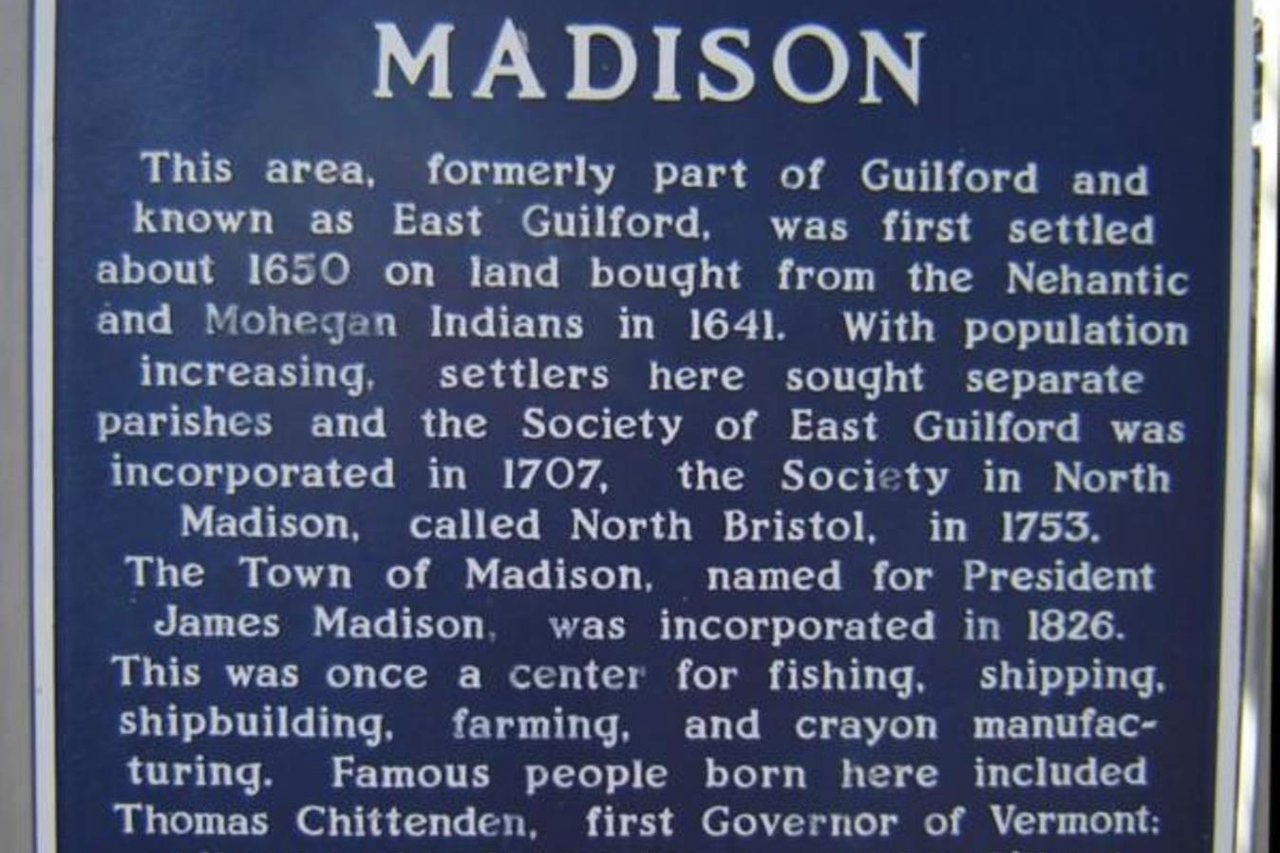 MADISON
This area, formerly part of Guilford and
known as East Guilford, was first settled
about 1650 on land bought from the Nehantic
and Mohegan Indians in 1641. With population
increasing, settlers here sought separate
parishes and the Society of East Guilford was
incorporated in 1707, the Society in North
Madison, called North Bristol, in 1753.
The Town of Madison, named for President
James Madison, was incorporated in 1826.
This was once a center for fishing, shipping,
shipbuilding, farming, and crayon manufac-
turing. Famous people born here included
Thomas Chittenden, first Governor of Vermont: